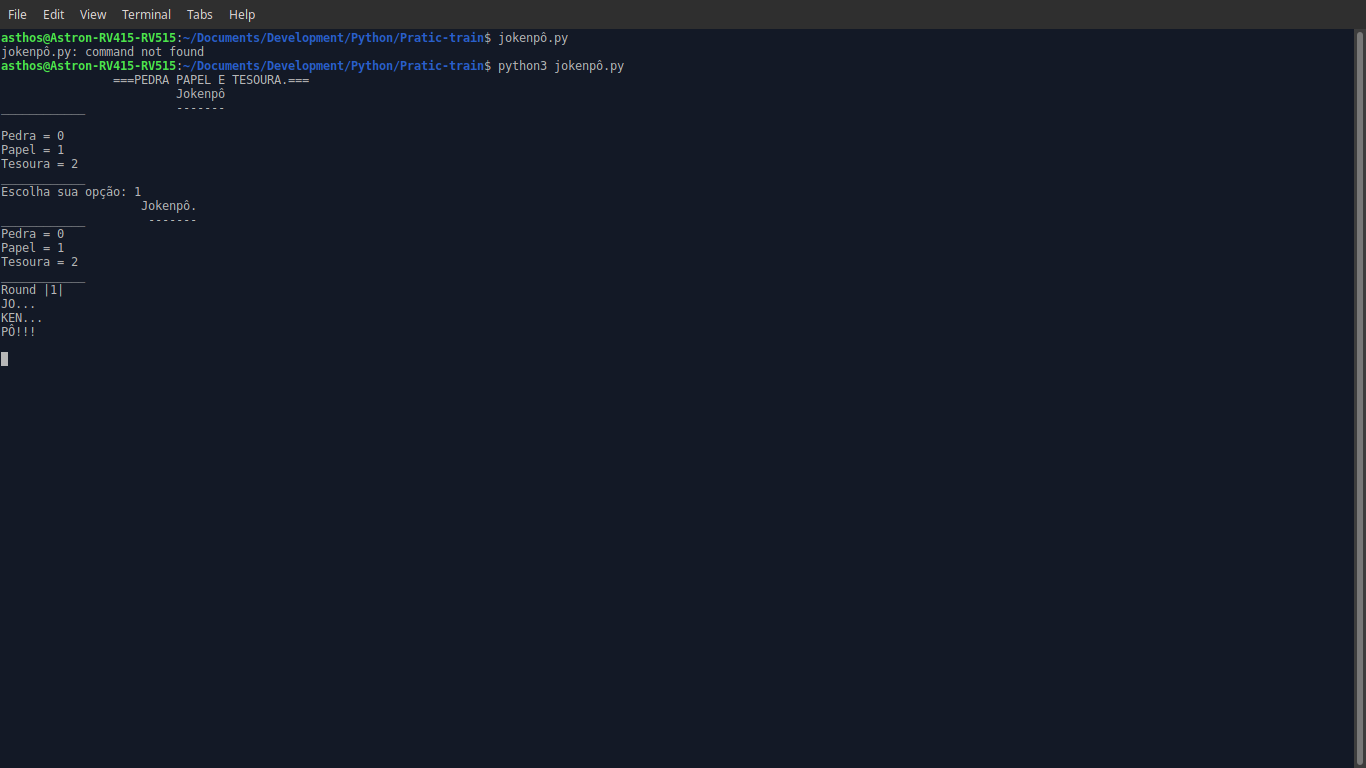 File Edit View Terminal Tabs Help
asthos@Astron-RV415-RV515:~/Documents/Development/Python/Pratic-train$ jokenpô.py
jokenpô.py: command not found
asthos@Astron-RV415-RV515:~/Documents/Development/Python/Pratic-train$ python3 jokenpô.py
===PEDRA PAPEL E TESOURA.===
Jokenpô
-------
____________
Pedra = 0
Papel = 1
Tesoura = 2
____________
Escolha sua opção: 1
Jokenpô.
-------
____________
Pedra = 0
Papel = 1
Tesoura = 2
____________
Round |1|
JO...
KEN...
PÔ!!!